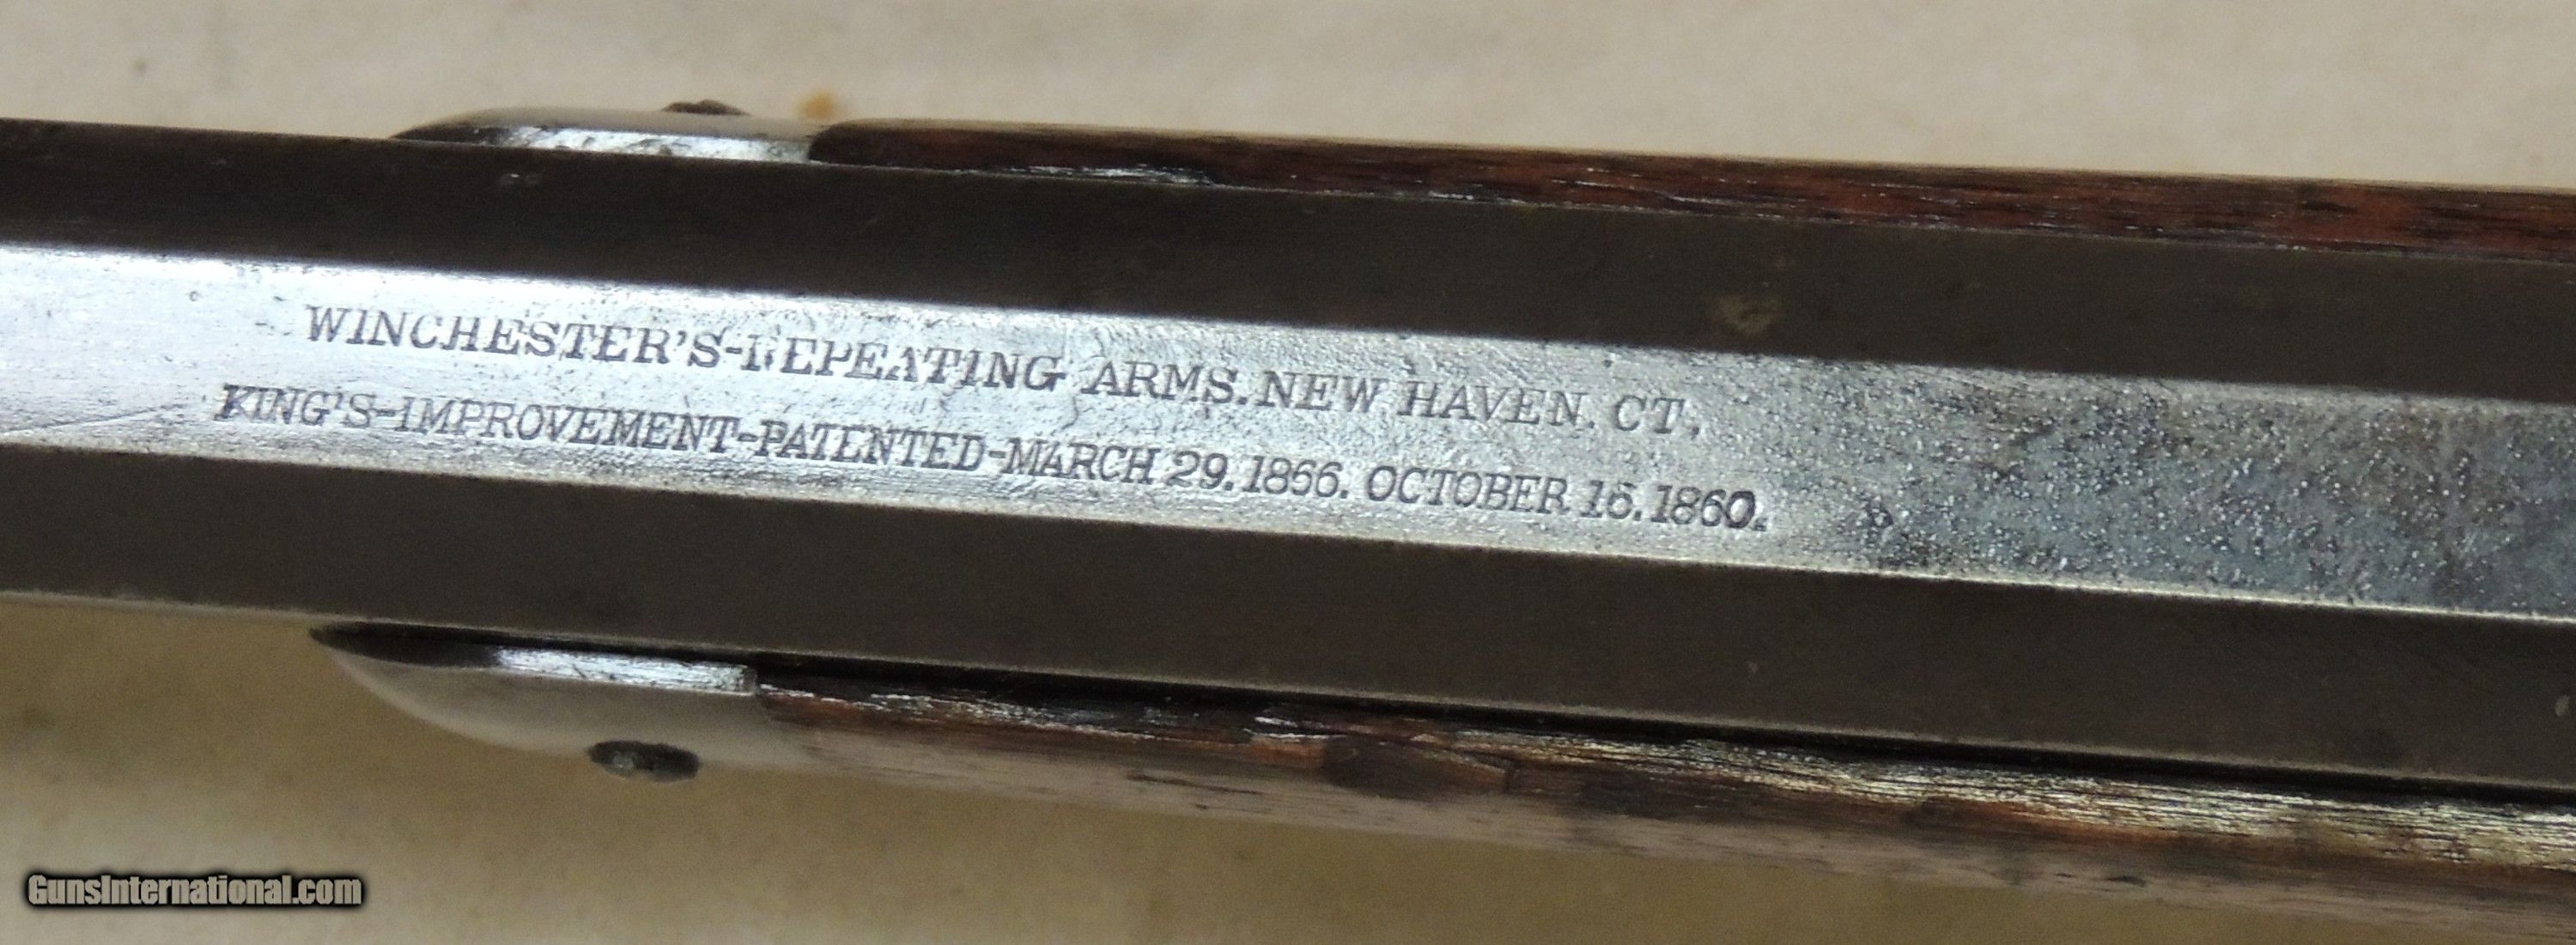 WINCHESTER'S-REPEATING ARMS. NEW HAVEN. CT.
KING'S-IMPROVEMENT-PATENTED-MARCH 29. 1866. OCTOBER 16. 1860.
GunsInternational.com